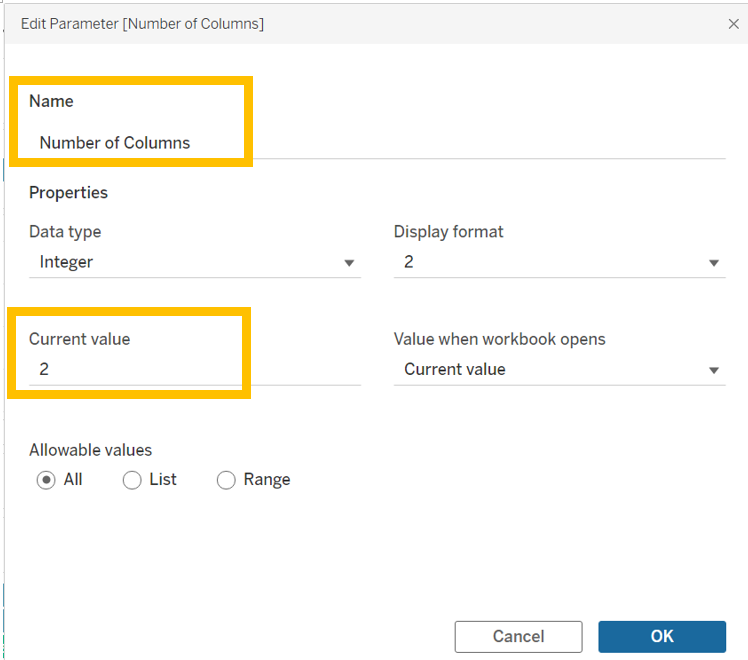 Edit Parameter [Number of Columns]
Name
Number of Columns
Properties
Data type
Display format
Integer
2
Current value
Value when workbook opens
2
Current value
Allowable values
All
List
Range
Cancel
OK